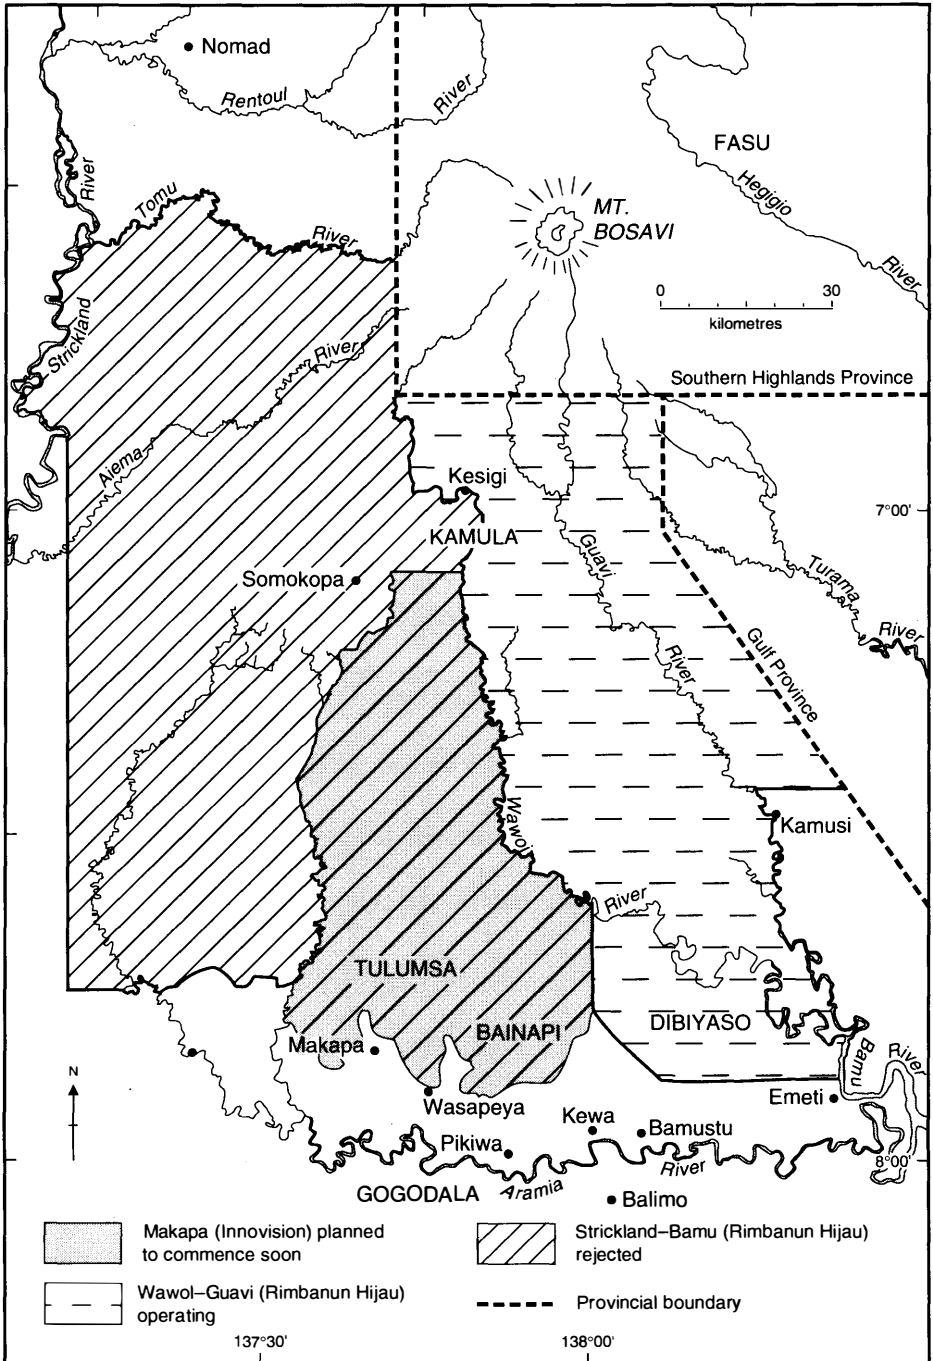 Nomad
Rentoul
River
FASU
River
Hegigio
Tomu
River
MT.
BOSAVI
River
0 30
kilometres
Strickland
River
Southern Highlands Province
Aiema
Kesigi
7°00'
KAMULA
Guavi
Somokopa
Turama
River
Gulf Province
River
Wawoi
Kamusi
River
TULUMSA
DIBIYASO
BAINAPI
Makapa
Bamu
River
N
Wasapeya
Emeti
Kewa
Bamustu
Pikiwa
River
8°00'
GOGODALA
Aramia
Balimo
Makapa (Innovision) planned
to commence soon
Strickland–Bamu (Rimbanun Hijau)
rejected
Wawol–Guavi (Rimbanun Hijau)
operating
Provincial boundary
137°30'
138°00'